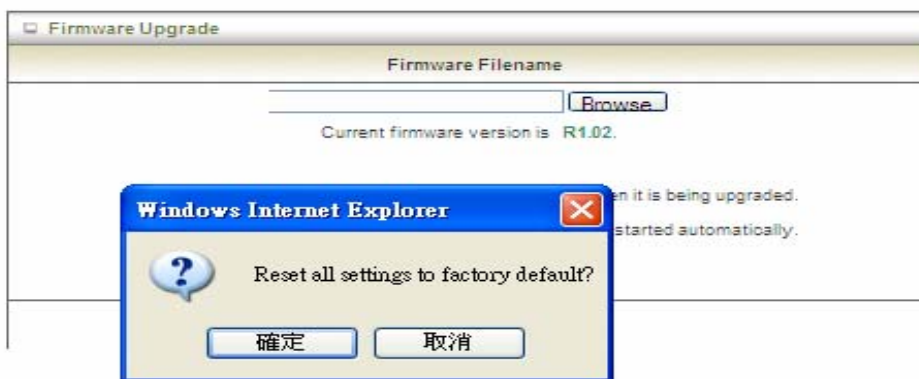 Firmware Upgrade
Firmware Filename
Browse...
Current firmware version is R1.02.
it is being upgraded.
started automatically.
Windows Internet Explorer
Reset all settings to factory default?
確定
取消